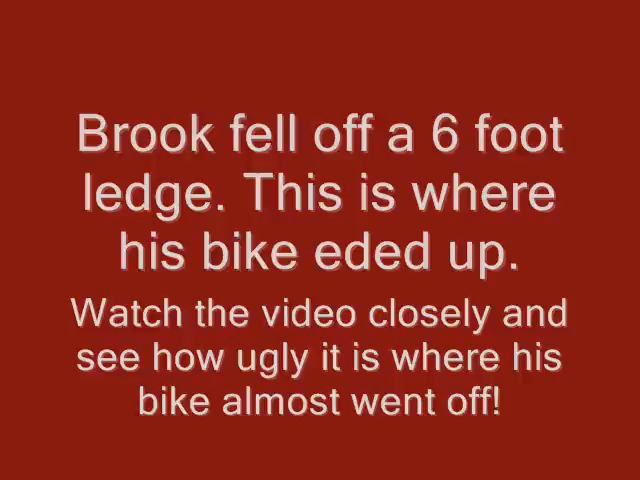 Brook fell off a 6 foot
ledge. This is where
his bike eded up.
Watch the video closely and
see how ugly it is where his
bike almost went off!